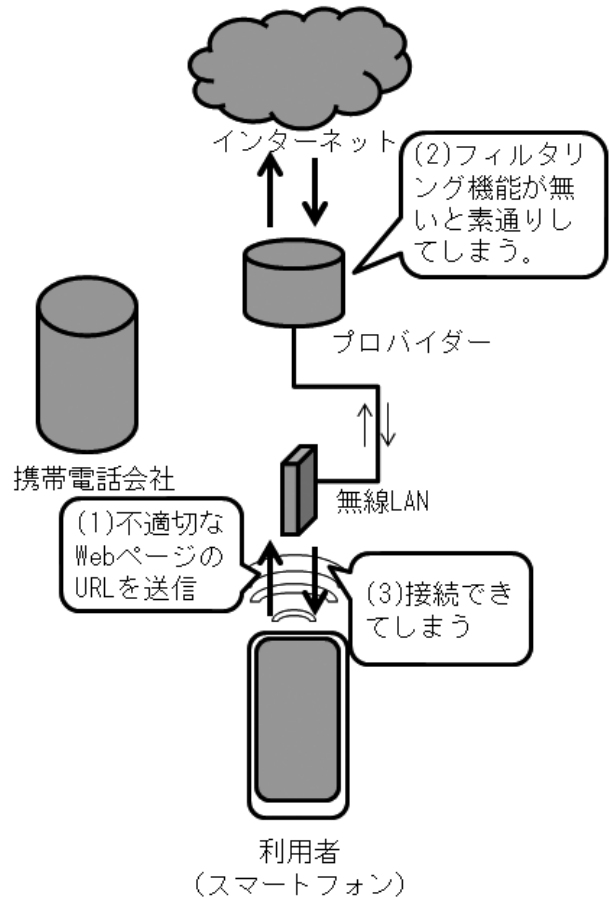 インターネット
(2)フィルタリ
ング機能が無
いと素通りし
てしまう。
プロバイダー
携帯電話会社
無線LAN
(1)不適切な
Webページの
URLを送信
(3)接続でき
てしまう
利用者
(スマートフォン)